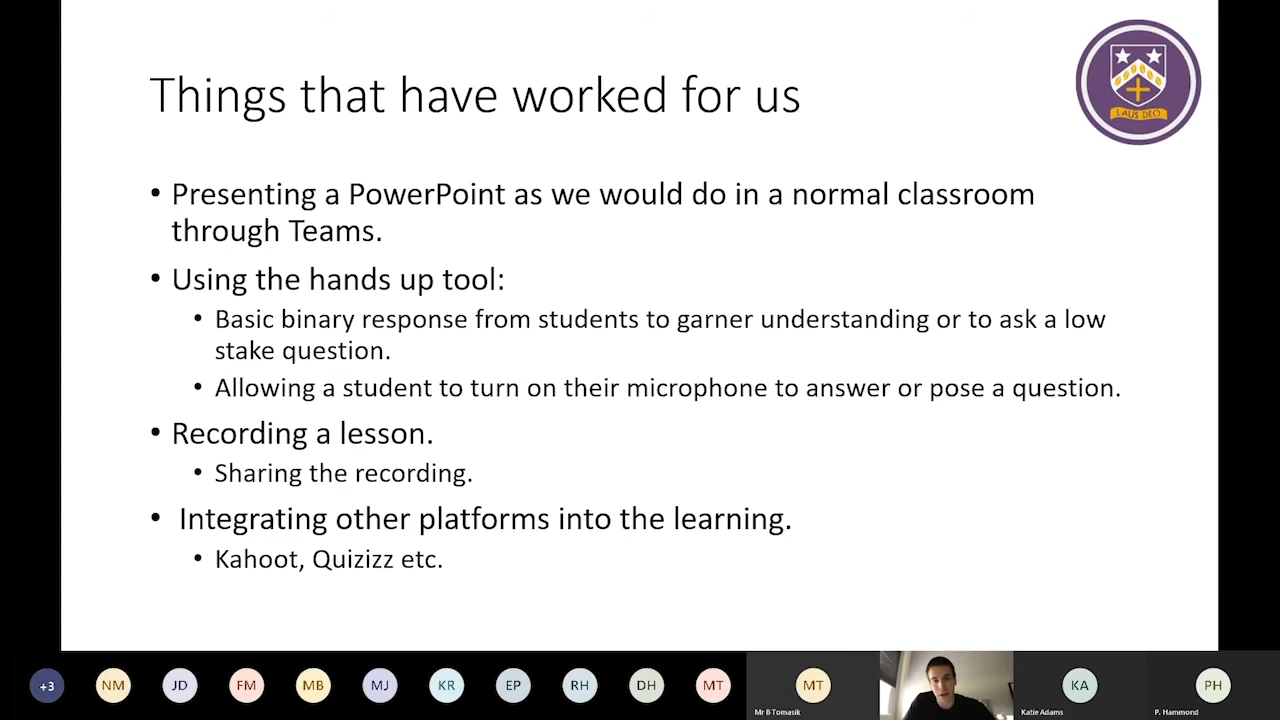 Things that have worked for us
LAUS DEO
• Presenting a PowerPoint as we would do in a normal classroom
through Teams.
• Using the hands up tool:
• Basic binary response from students to garner understanding or to ask a low
stake question.
• Allowing a student to turn on their microphone to answer or pose a question.
• Recording a lesson.
• Sharing the recording.
• Integrating other platforms into the learning.
• Kahoot, Quizizz etc.
+3 NM JD FM MB MJ KR EP RH DH MT MT KA PH
Mr B Tomasik Katie Adams P. Hammond